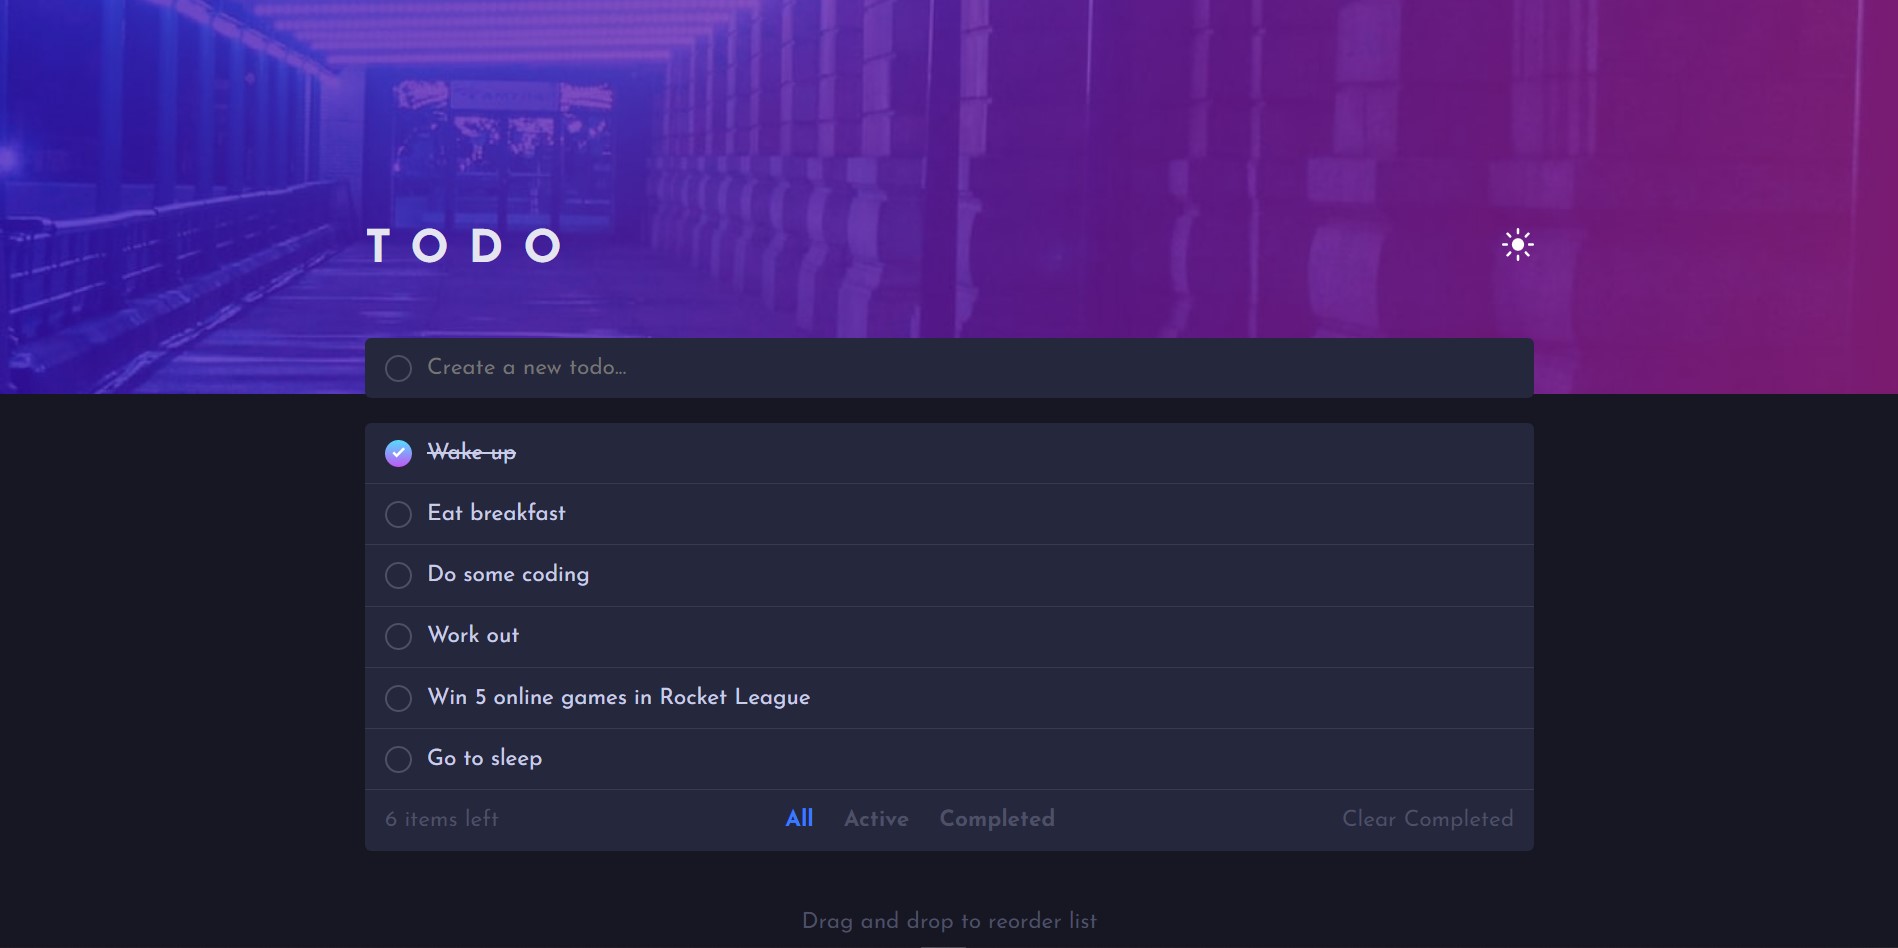 TODO
Create a new todo...
Wake up
Eat breakfast
Do some coding
Work out
Win 5 online games in Rocket League
Go to sleep
6 items left All Active Completed Clear Completed
Drag and drop to reorder list